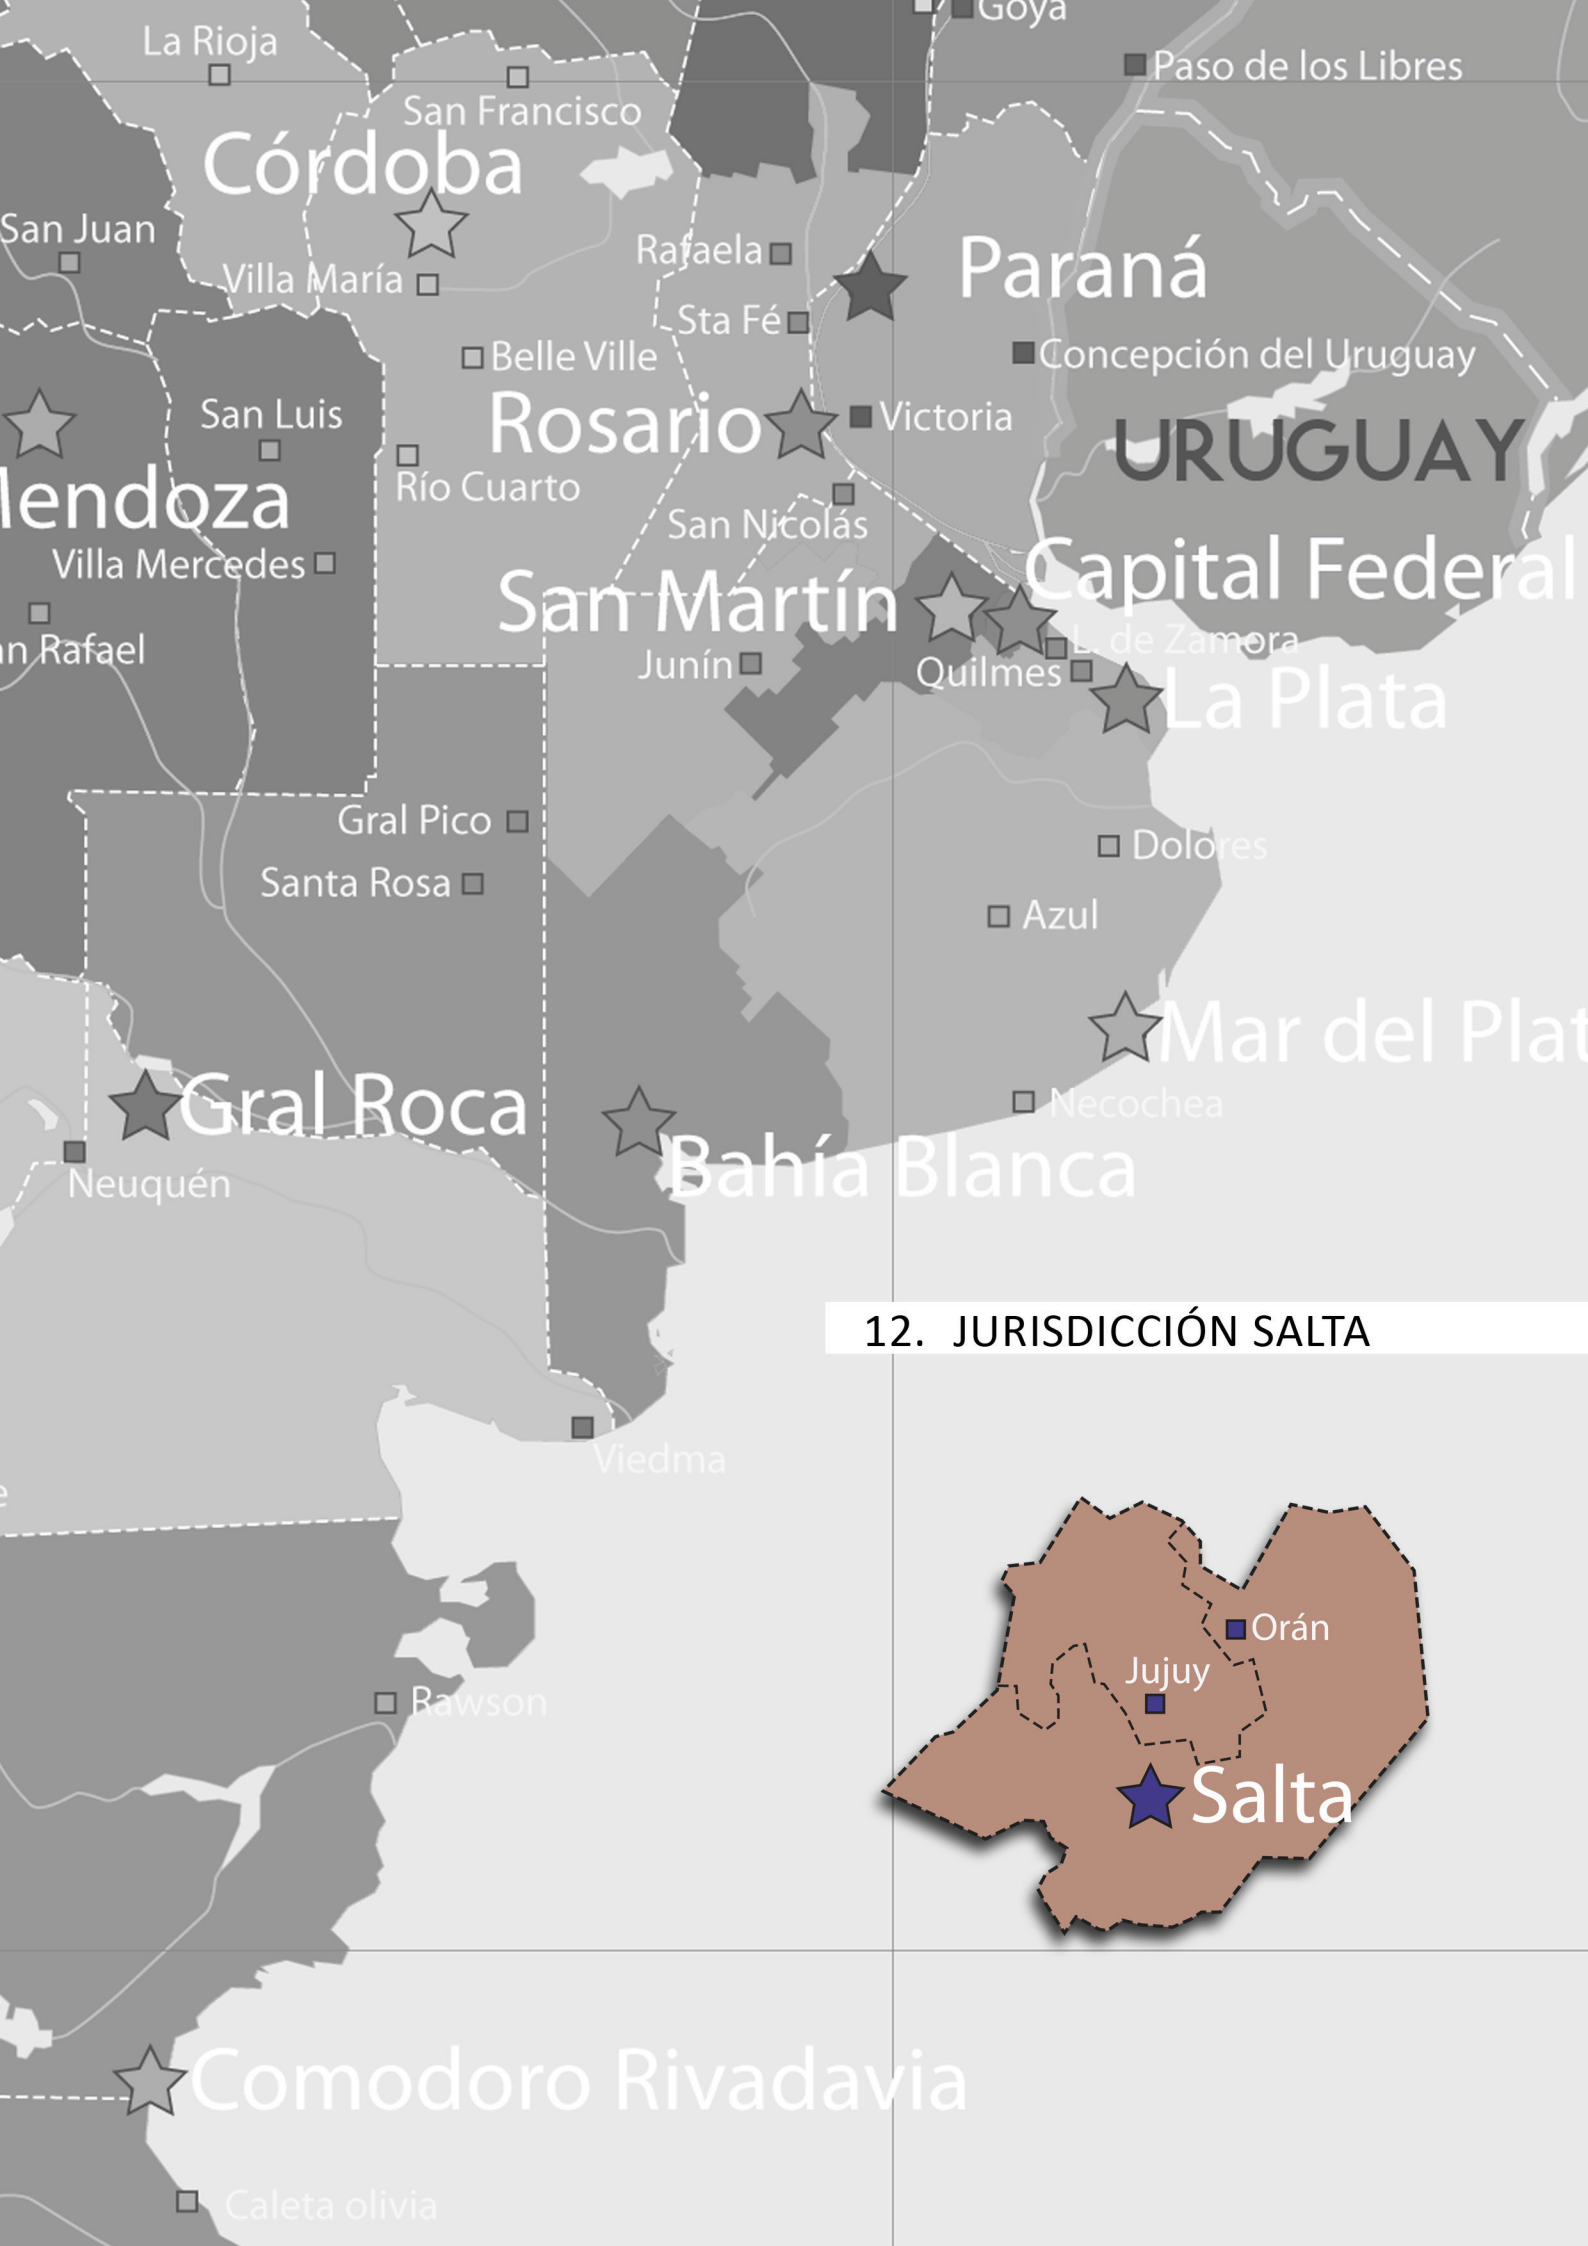 Goya
La Rioja
Paso de los Libres
San Francisco
Córdoba
San Juan
Rafaela
Paraná
Villa María
Sta Fé
Belle Ville
Concepción del Uruguay
San Luis
Rosario
Victoria
URUGUAY
Río Cuarto
Mendoza
San Nicolás
Villa Mercedes
Capital Federal
San Martín
L. de Zamora
an Rafael
Junín
Quilmes
La Plata
Gral Pico
Dolores
Santa Rosa
Azul
Mar del Plat
Gral Roca
Necochea
Bahía Blanca
Neuquén
12. JURISDICCIÓN SALTA
Viedma
e
Orán
Jujuy
Rawson
Salta
Comodoro Rivadavia
Caleta olivia